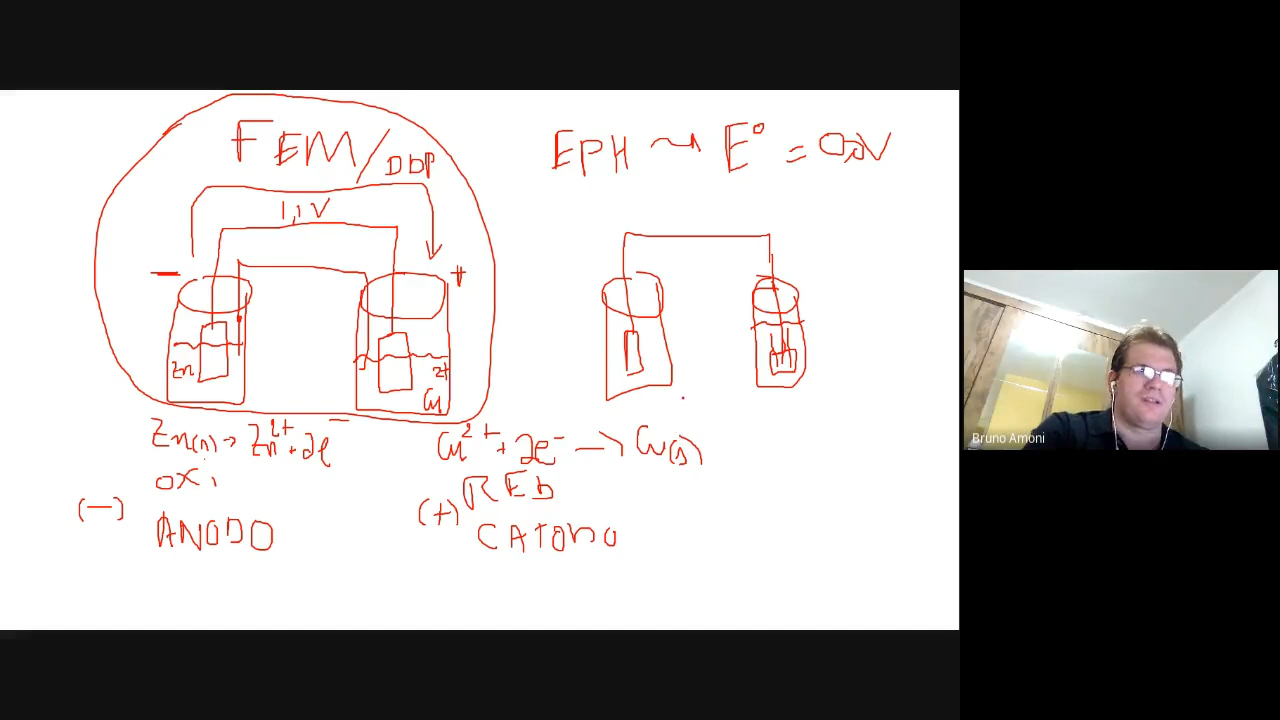 FEM/DDP
1,1V
- +
Zn
2+
Cu
Zn(s) → Zn2+ + 2e-
OX.
(-) ANODO
Cu2+ + 2e- → Cu(s)
RED
(+) CATODO
EPH ~ E° = 0,0V
Bruno Amoni